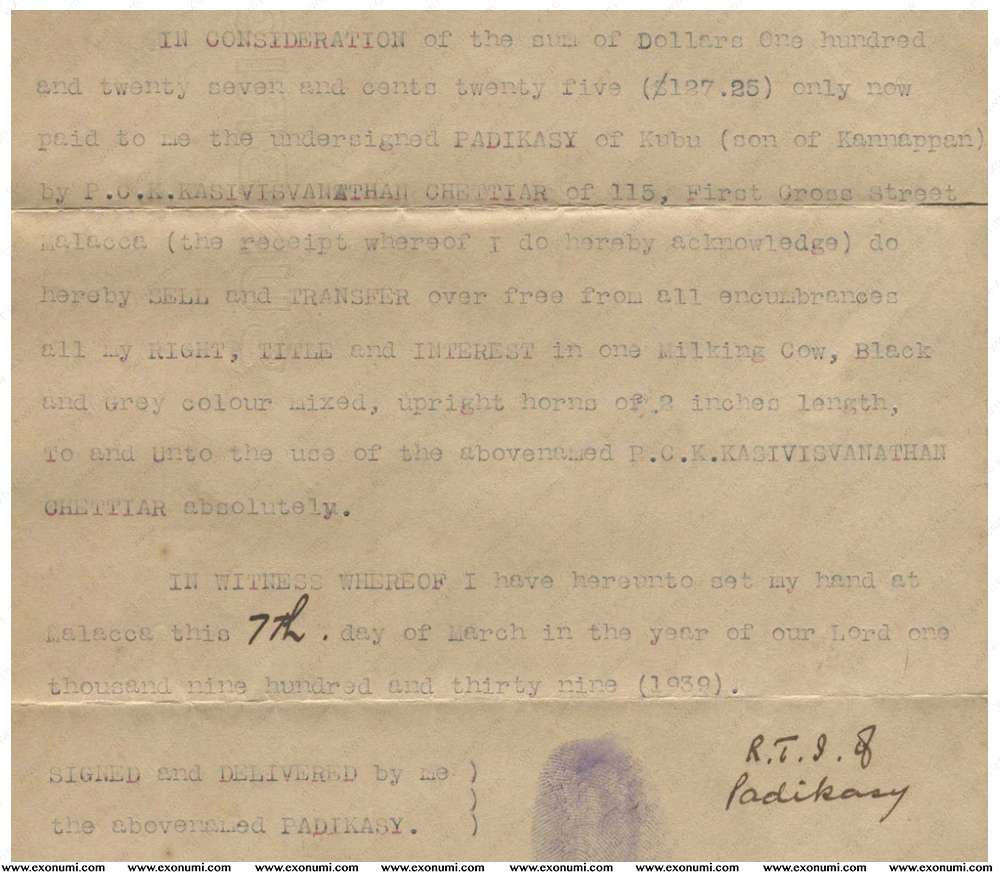 IN CONSIDERATION of the sum of Dollars One hundred
and twenty seven and cents twenty five ($127.25) only now
paid to me the undersigned PADIKASY of Kubu (son of Kannappan)
by P.C.K.KASIVISVANATHAN CHETTIAR of 115, First Cross Street
Malacca (the receipt whereof I do hereby acknowledge) do
hereby SELL and TRANSFER over free from all encumbrances
all my RIGHT, TITLE and INTEREST in one Milking Cow, Black
and Grey colour mixed, upright horns of 2 inches length,
To and Unto the use of the abovenamed P.C.K.KASIVISVANATHAN
CHETTIAR absolutely.
IN WITNESS WHEREOF I have hereunto set my hand at
Malacca this 7th. day of March in the year of our Lord one
thousand nine hundred and thirty nine (1939).
SIGNED and DELIVERED by me )
)
the abovenamed PADIKASY. )
R.T.I. of
Padikasy
www.exonumi.com www.exonumi.com www.exonumi.com www.exonumi.com www.exonumi.com www.exonumi.com www.exonumi.com www.exonumi.com